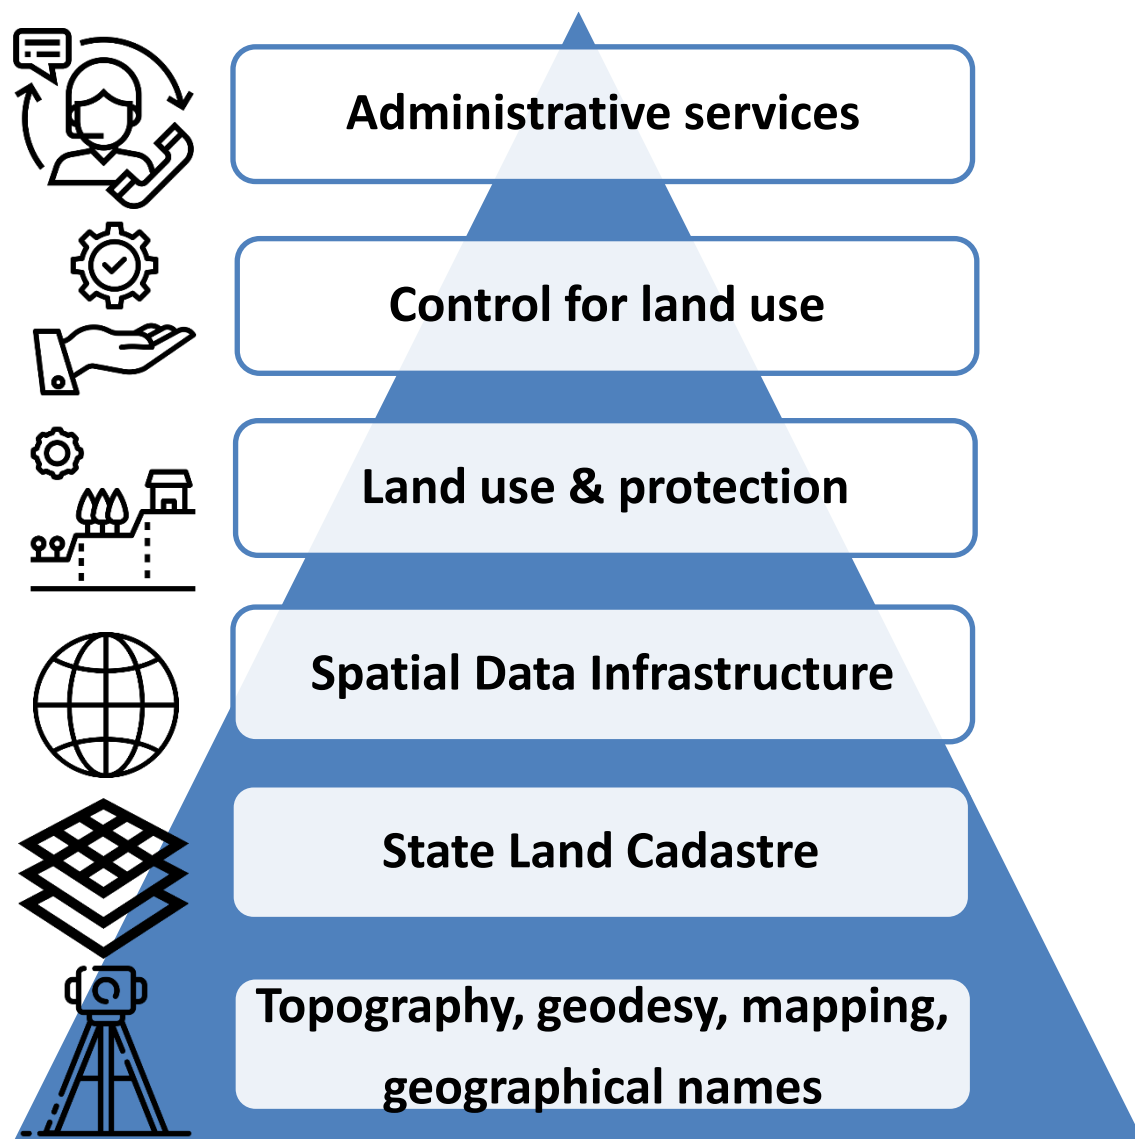 Administrative services
Control for land use
Land use & protection
Spatial Data Infrastructure
State Land Cadastre
Topography, geodesy, mapping,
geographical names